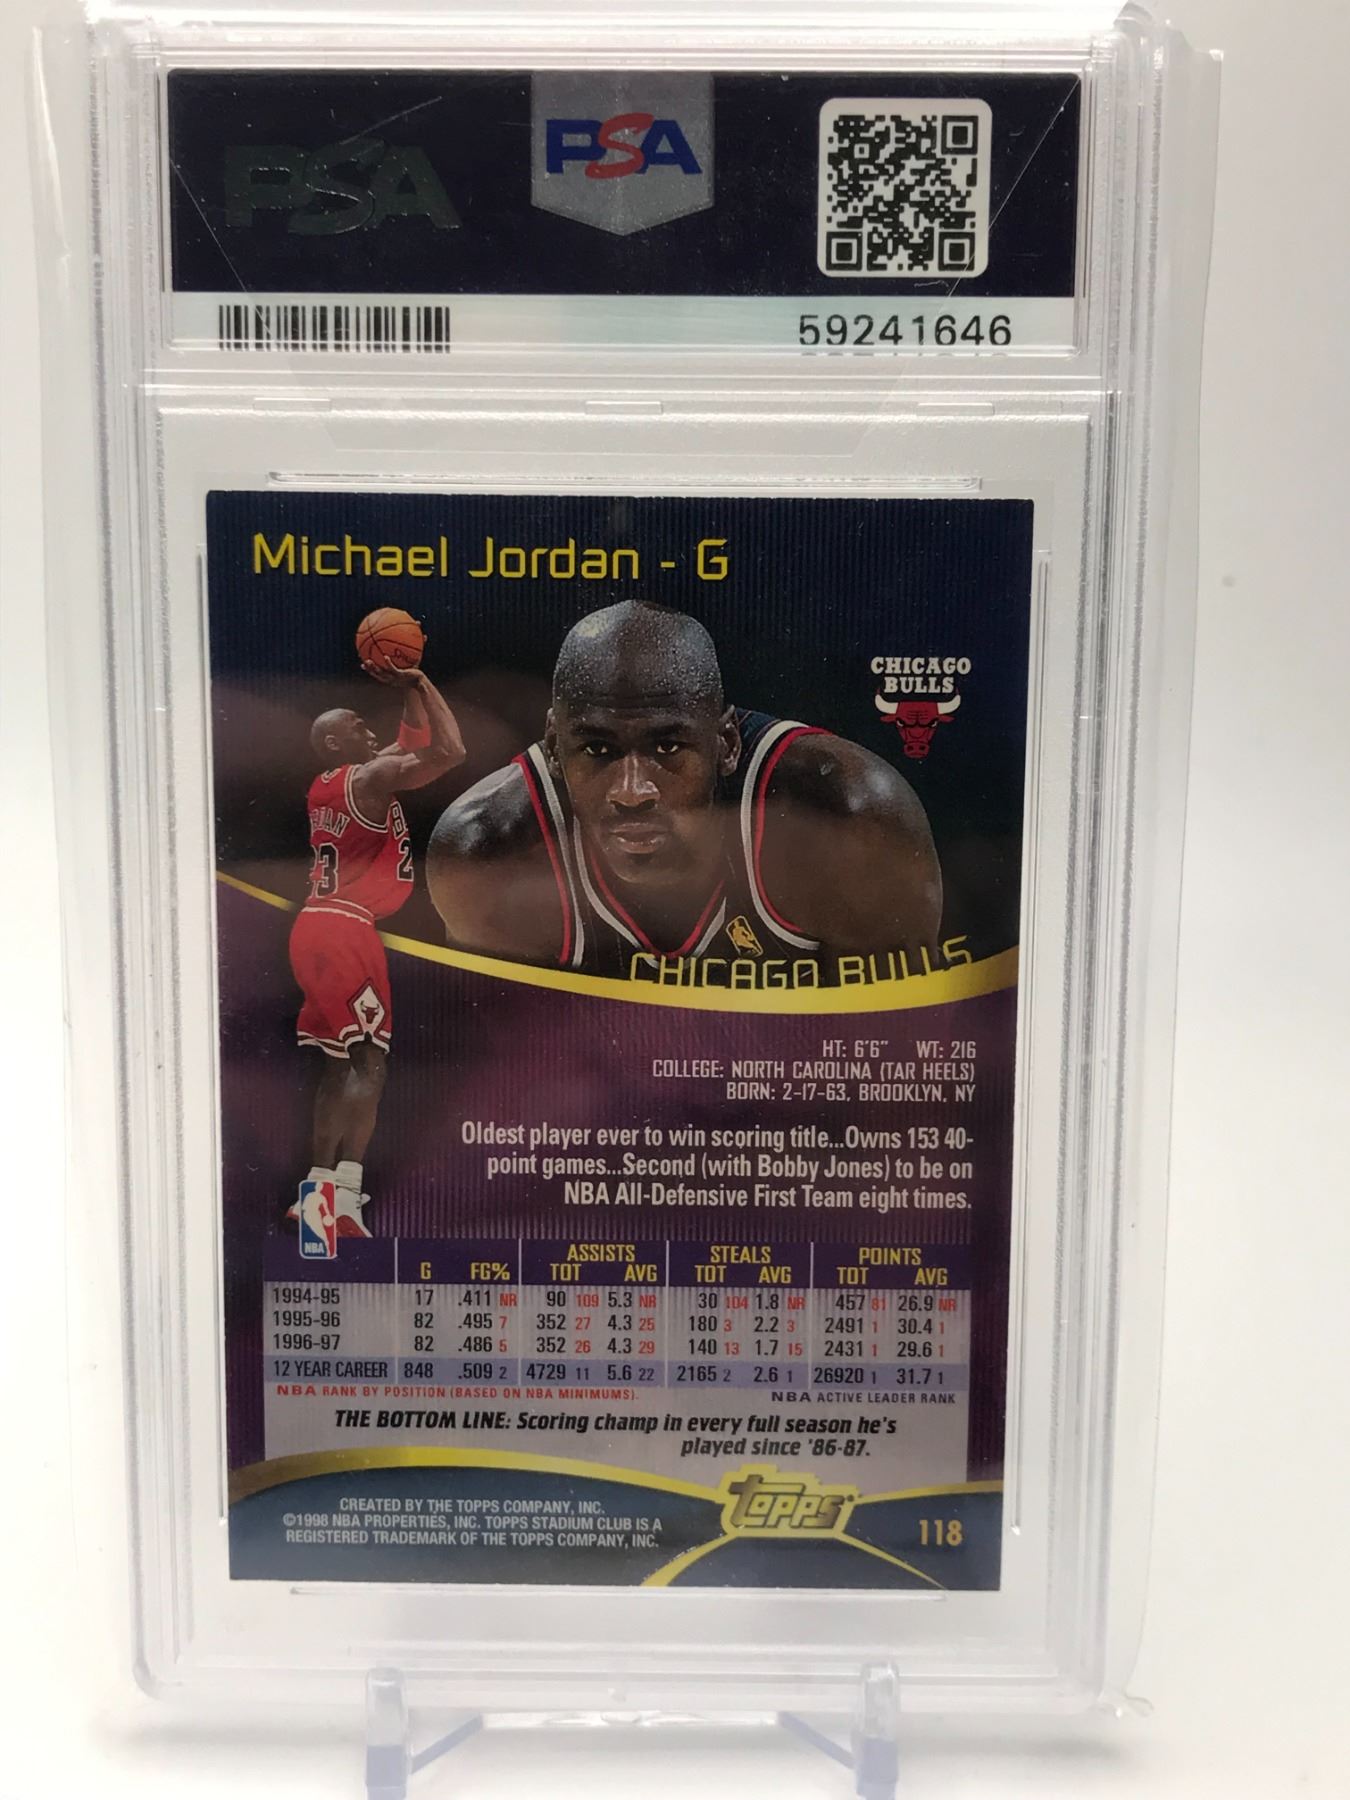 PSA
PSA
59241646
Michael Jordan - G
CHICAGO
BULLS
CHICAGO BULLS
HT: 6'6" WT: 216
COLLEGE: NORTH CAROLINA (TAR HEELS)
BORN: 2-17-63, BROOKLYN, NY
Oldest player ever to win scoring title...Owns 153 40-
point games...Second (with Bobby Jones) to be on
NBA All-Defensive First Team eight times.
NBA
ASSISTS STEALS POINTS
G FG% TOT AVG TOT AVG TOT AVG
1994-95 17 .411 NR 90 109 5.3 NR 30 104 1.8 NR 457 81 26.9 NR
1995-96 82 .495 7 352 27 4.3 25 180 3 2.2 3 2491 1 30.4 1
1996-97 82 .486 5 352 26 4.3 29 140 13 1.7 15 2431 1 29.6 1
12 YEAR CAREER 848 .509 2 4729 11 5.6 22 2165 2 2.6 1 26920 1 31.7 1
NBA RANK BY POSITION (BASED ON NBA MINIMUMS). NBA ACTIVE LEADER RANK
THE BOTTOM LINE: Scoring champ in every full season he's
played since '86-87.
Topps
CREATED BY THE TOPPS COMPANY, INC.
©1998 NBA PROPERTIES, INC. TOPPS STADIUM CLUB IS A
REGISTERED TRADEMARK OF THE TOPPS COMPANY, INC.
118